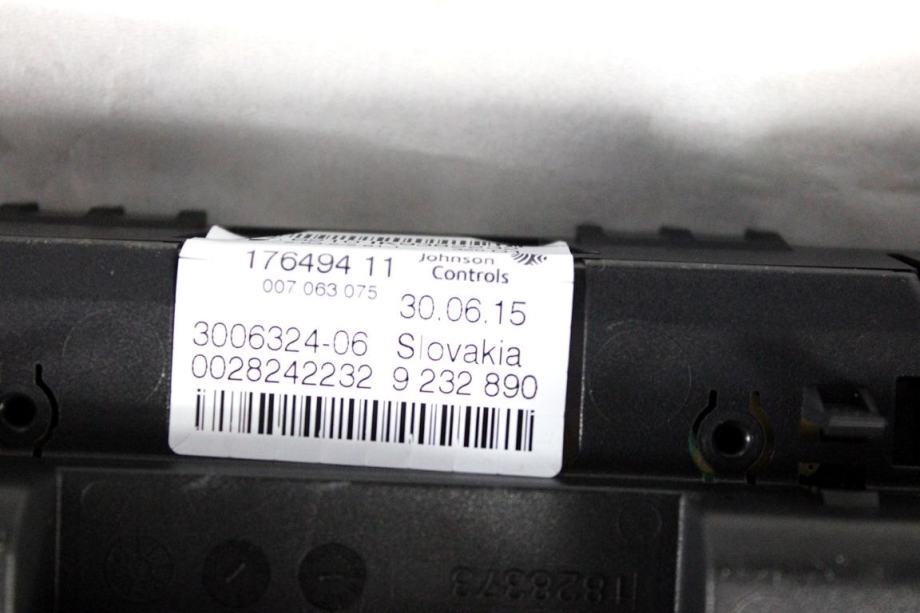 176494 11
Johnson
Controls
007 063 075
30.06.15
3006324-06 Slovakia
0028242232 9 232 890